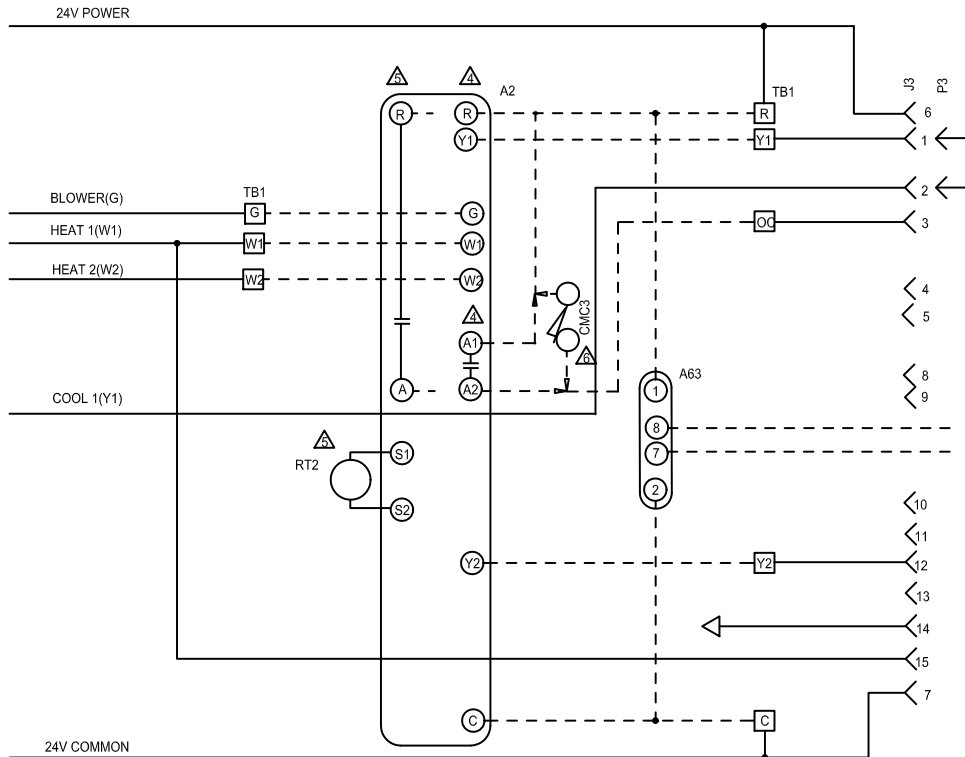 24V POWER
5
4
A2
J3
P3
TB1
R
R
R
6
Y1
Y1
1
BLOWER(G)
TB1
2
G
G
OC
3
HEAT 1(W1)
W1
W1
HEAT 2(W2)
W2
W2
4
CMC3
4
5
A1
6
A63
8
A
A2
1
9
COOL 1(Y1)
8
5
S1
7
RT2
2
S2
10
11
Y2
Y2
12
13
14
15
7
C
C
24V COMMON